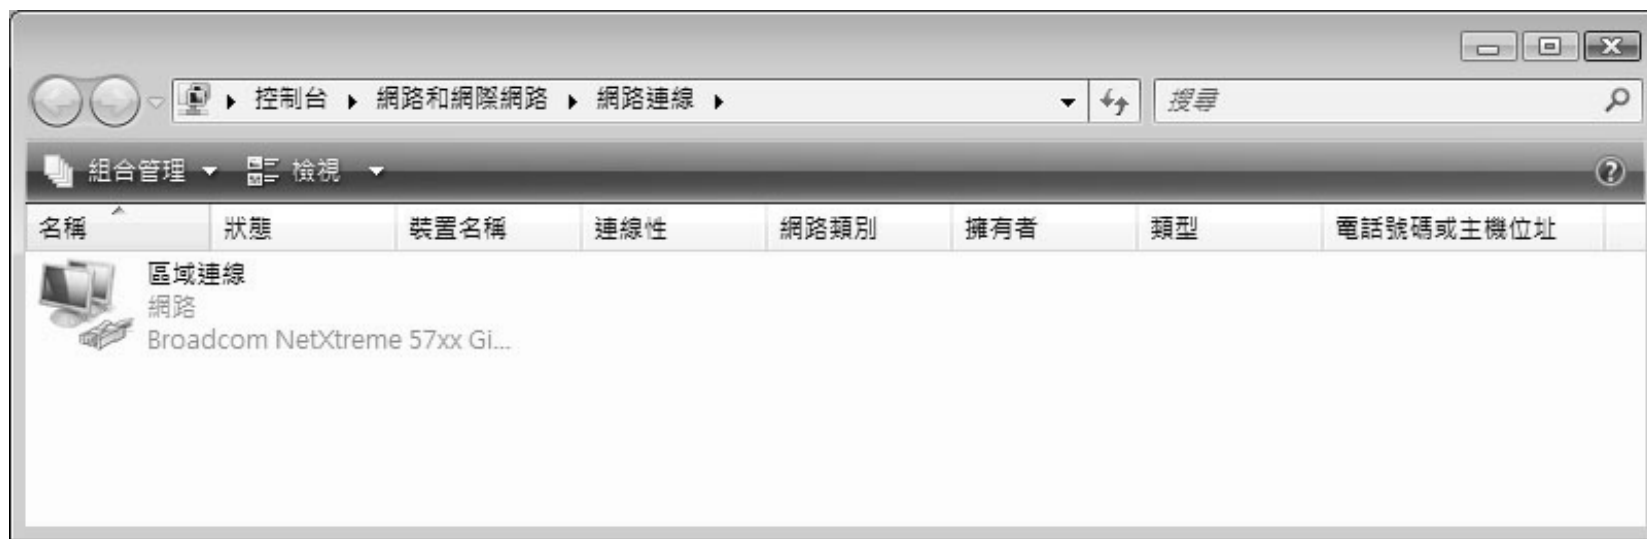 控制台 網路和網際網路 網路連線 搜尋
組合管理 檢視
名稱 狀態 裝置名稱 連線性 網路類別 擁有者 類型 電話號碼或主機位址
區域連線
網路
Broadcom NetXtreme 57xx Gi...